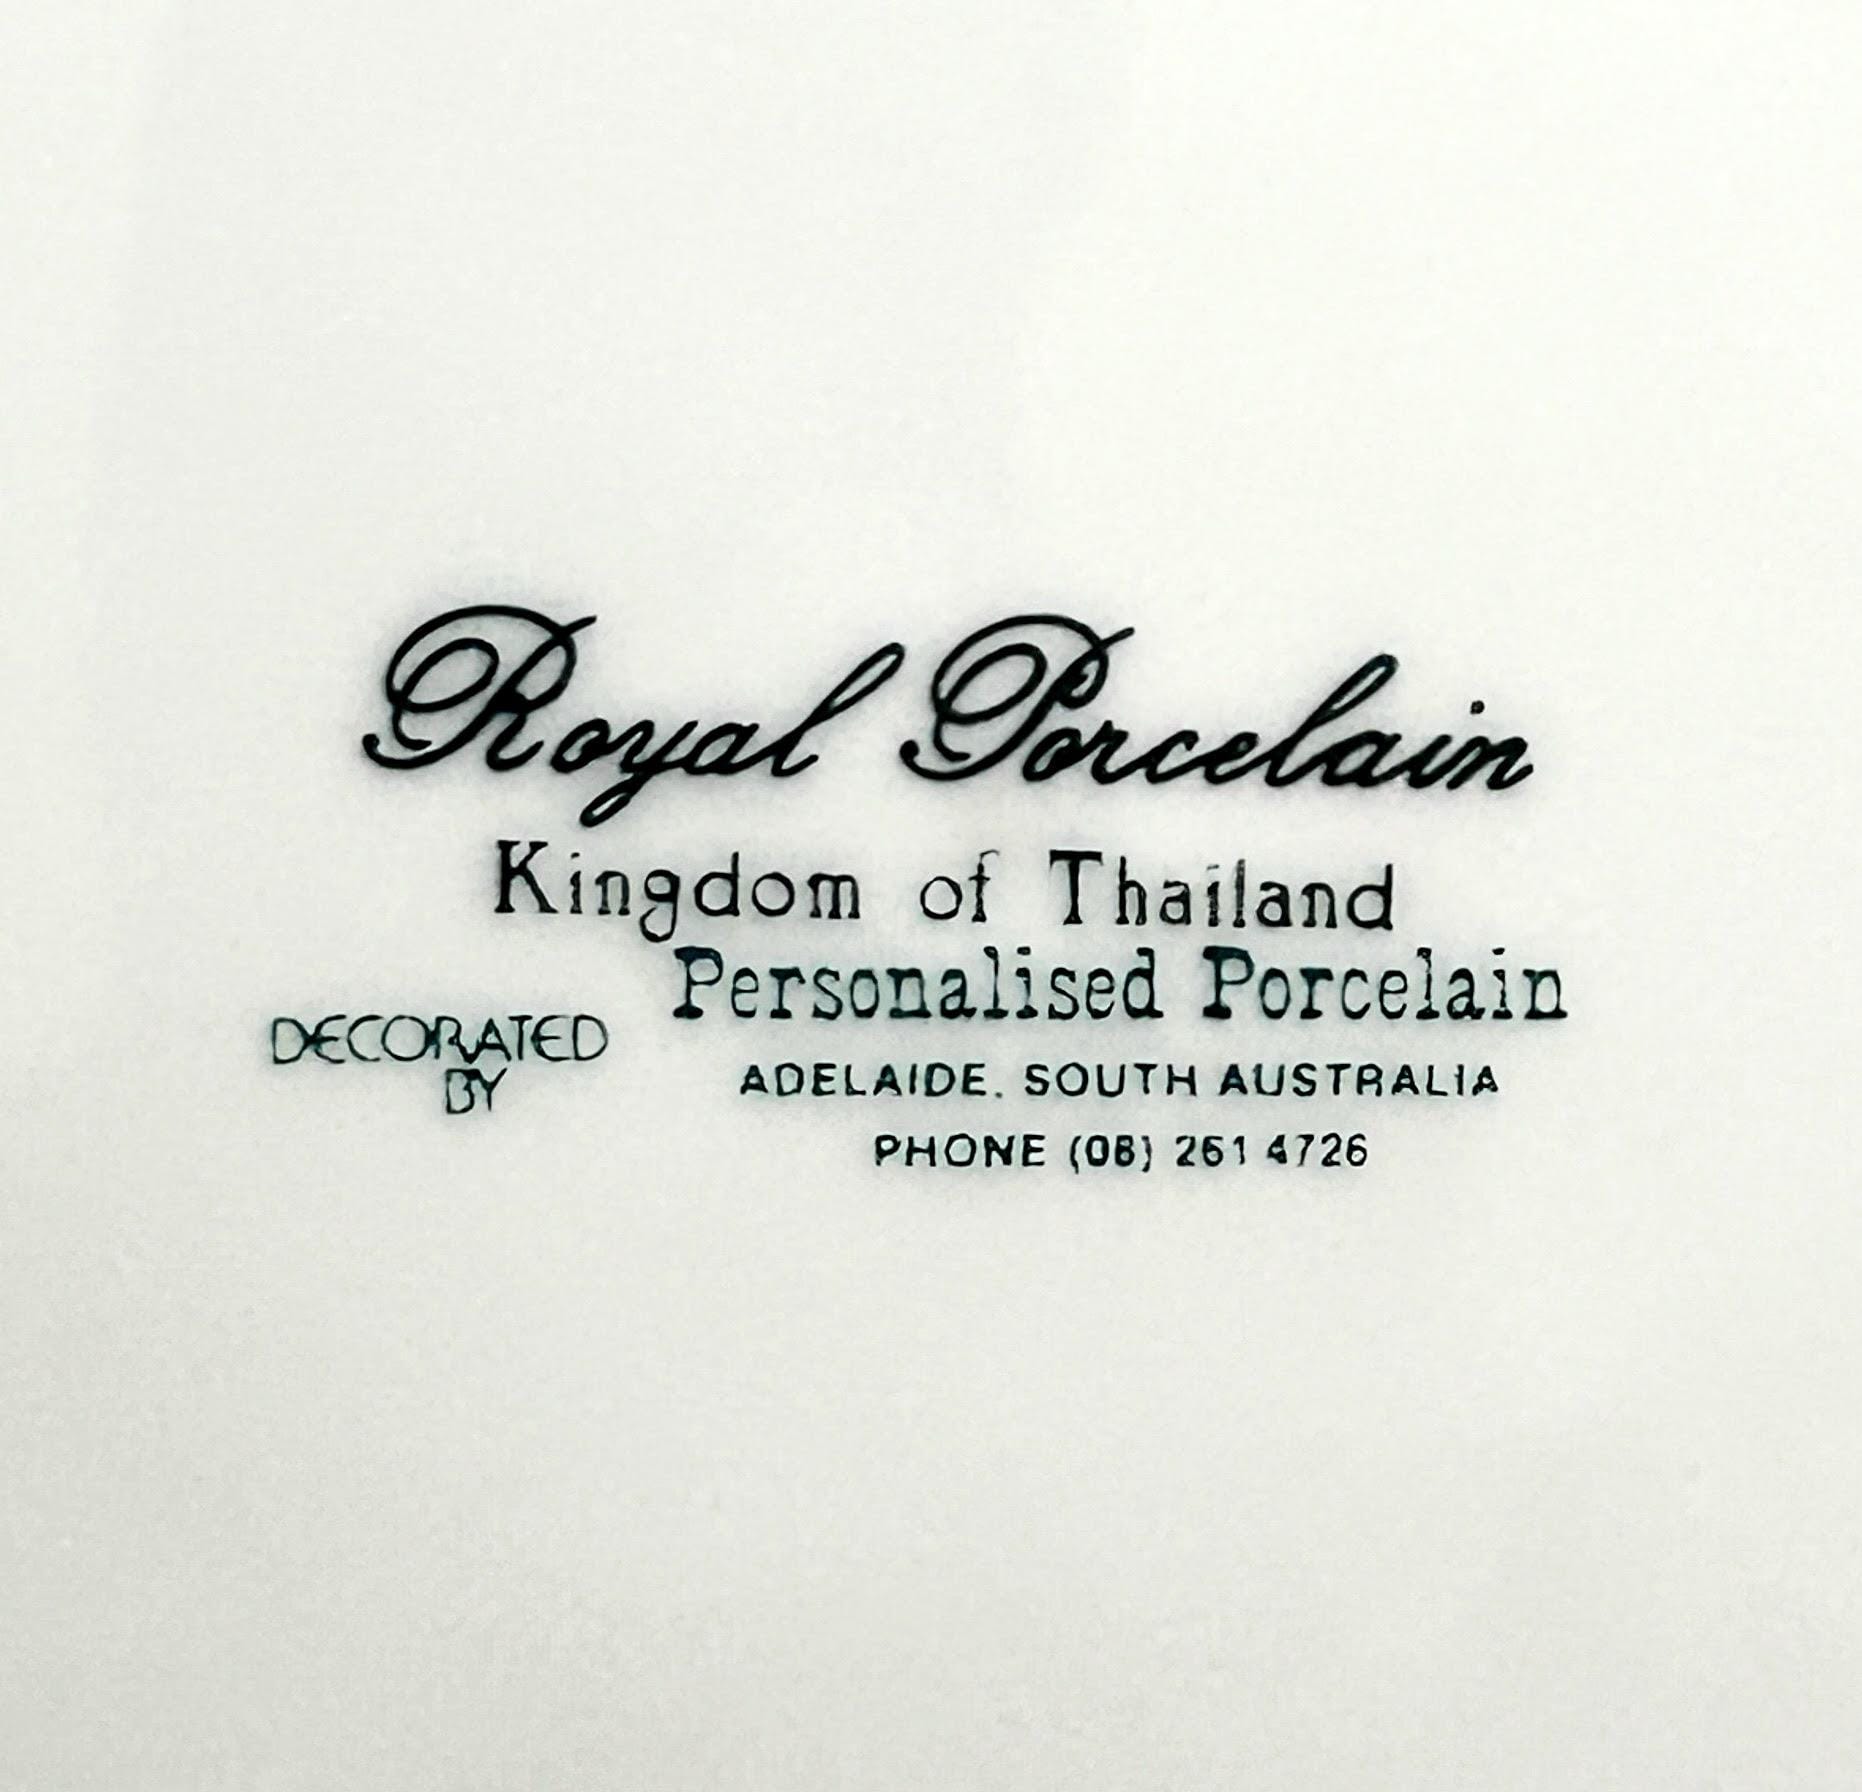 Royal Porcelain
Kingdom of Thailand
DECORATED
BY
Personalised Porcelain
ADELAIDE. SOUTH AUSTRALIA
PHONE (08) 261 4726